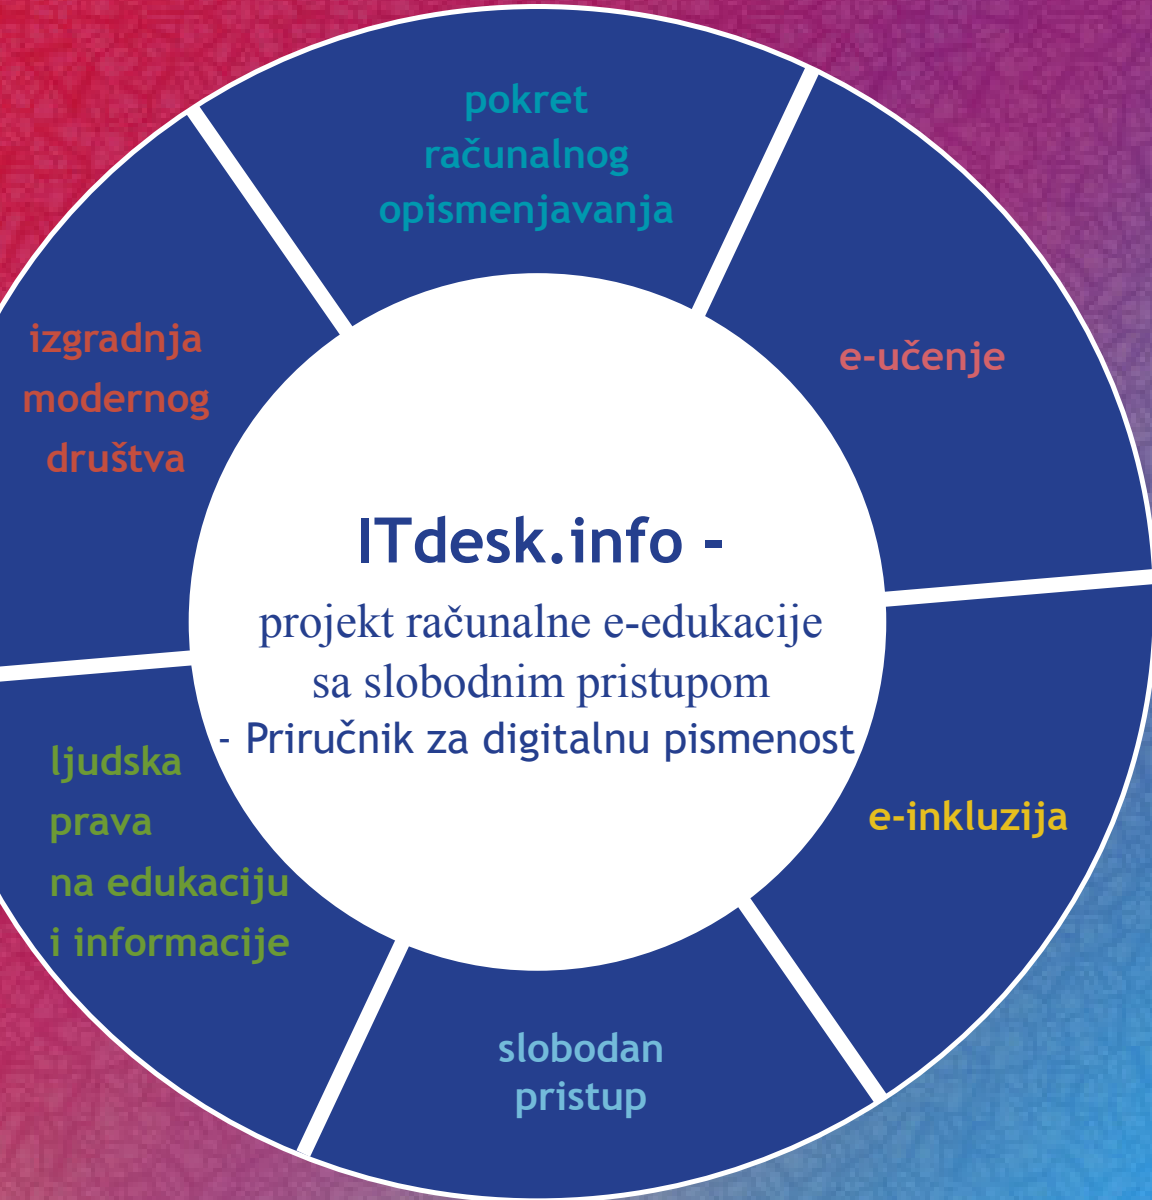 pokret
računalnog
opismenjavanja
izgradnja
modernog
društva
e-učenje
ITdesk.info -
projekt računalne e-edukacije
sa slobodnim pristupom
- Priručnik za digitalnu pismenost
ljudska
prava
na edukaciju
i informacije
e-inkluzija
slobodan
pristup